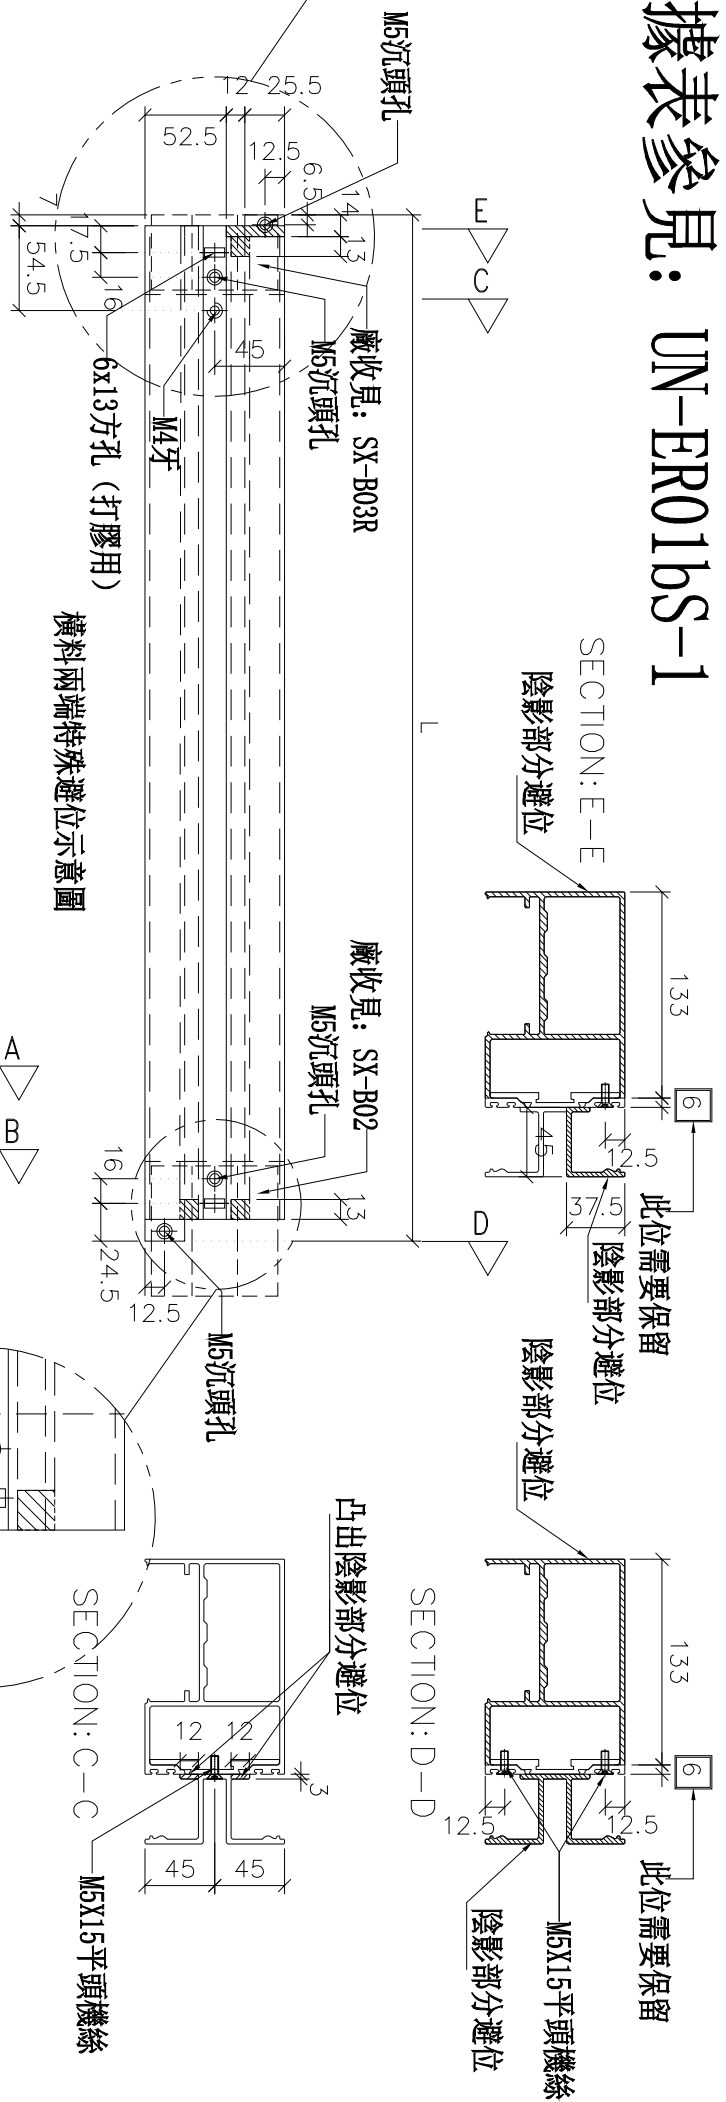 據表參見: UN-ER01bS-1
SECTION:E-E
陰影部分避位
133
6
此位需要保留
12.5
45
37.5
陰影部分避位
陰影部分避位
133
6
此位需要保留
12.5
12.5
M5X15平頭機絲
陰影部分避位
SECTION:D-D
E
C
L
D
M5沉頭孔
12
25.5
52.5
12.5
6.5
14
13
7
17.5
54.5
16
45
廠收見: SX-B03R
M5沉頭孔
M4牙
6x13方孔 (打膠用)
橫料兩端特殊避位示意圖
廠收見: SX-B02
M5沉頭孔
13
16
24.5
12.5
M5沉頭孔
A
B
凸出陰影部分避位
12
12
3
45
45
SECTION:C-C
M5X15平頭機絲